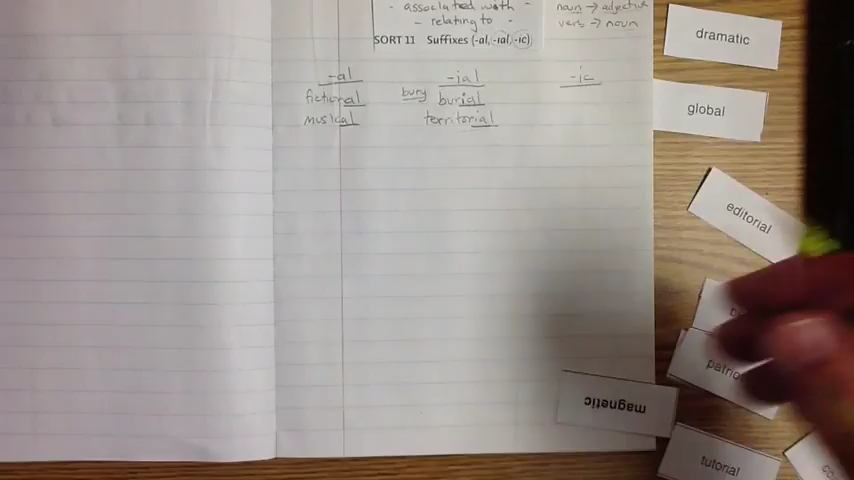 - associated with -
- relating to -
noun → adjective
verb → noun
SORT 11 Suffixes (-al, -ial, -ic)
-al
-ial
-ic
fictional
bury burial
musical
territorial
dramatic
global
editorial
magnetic
tutorial